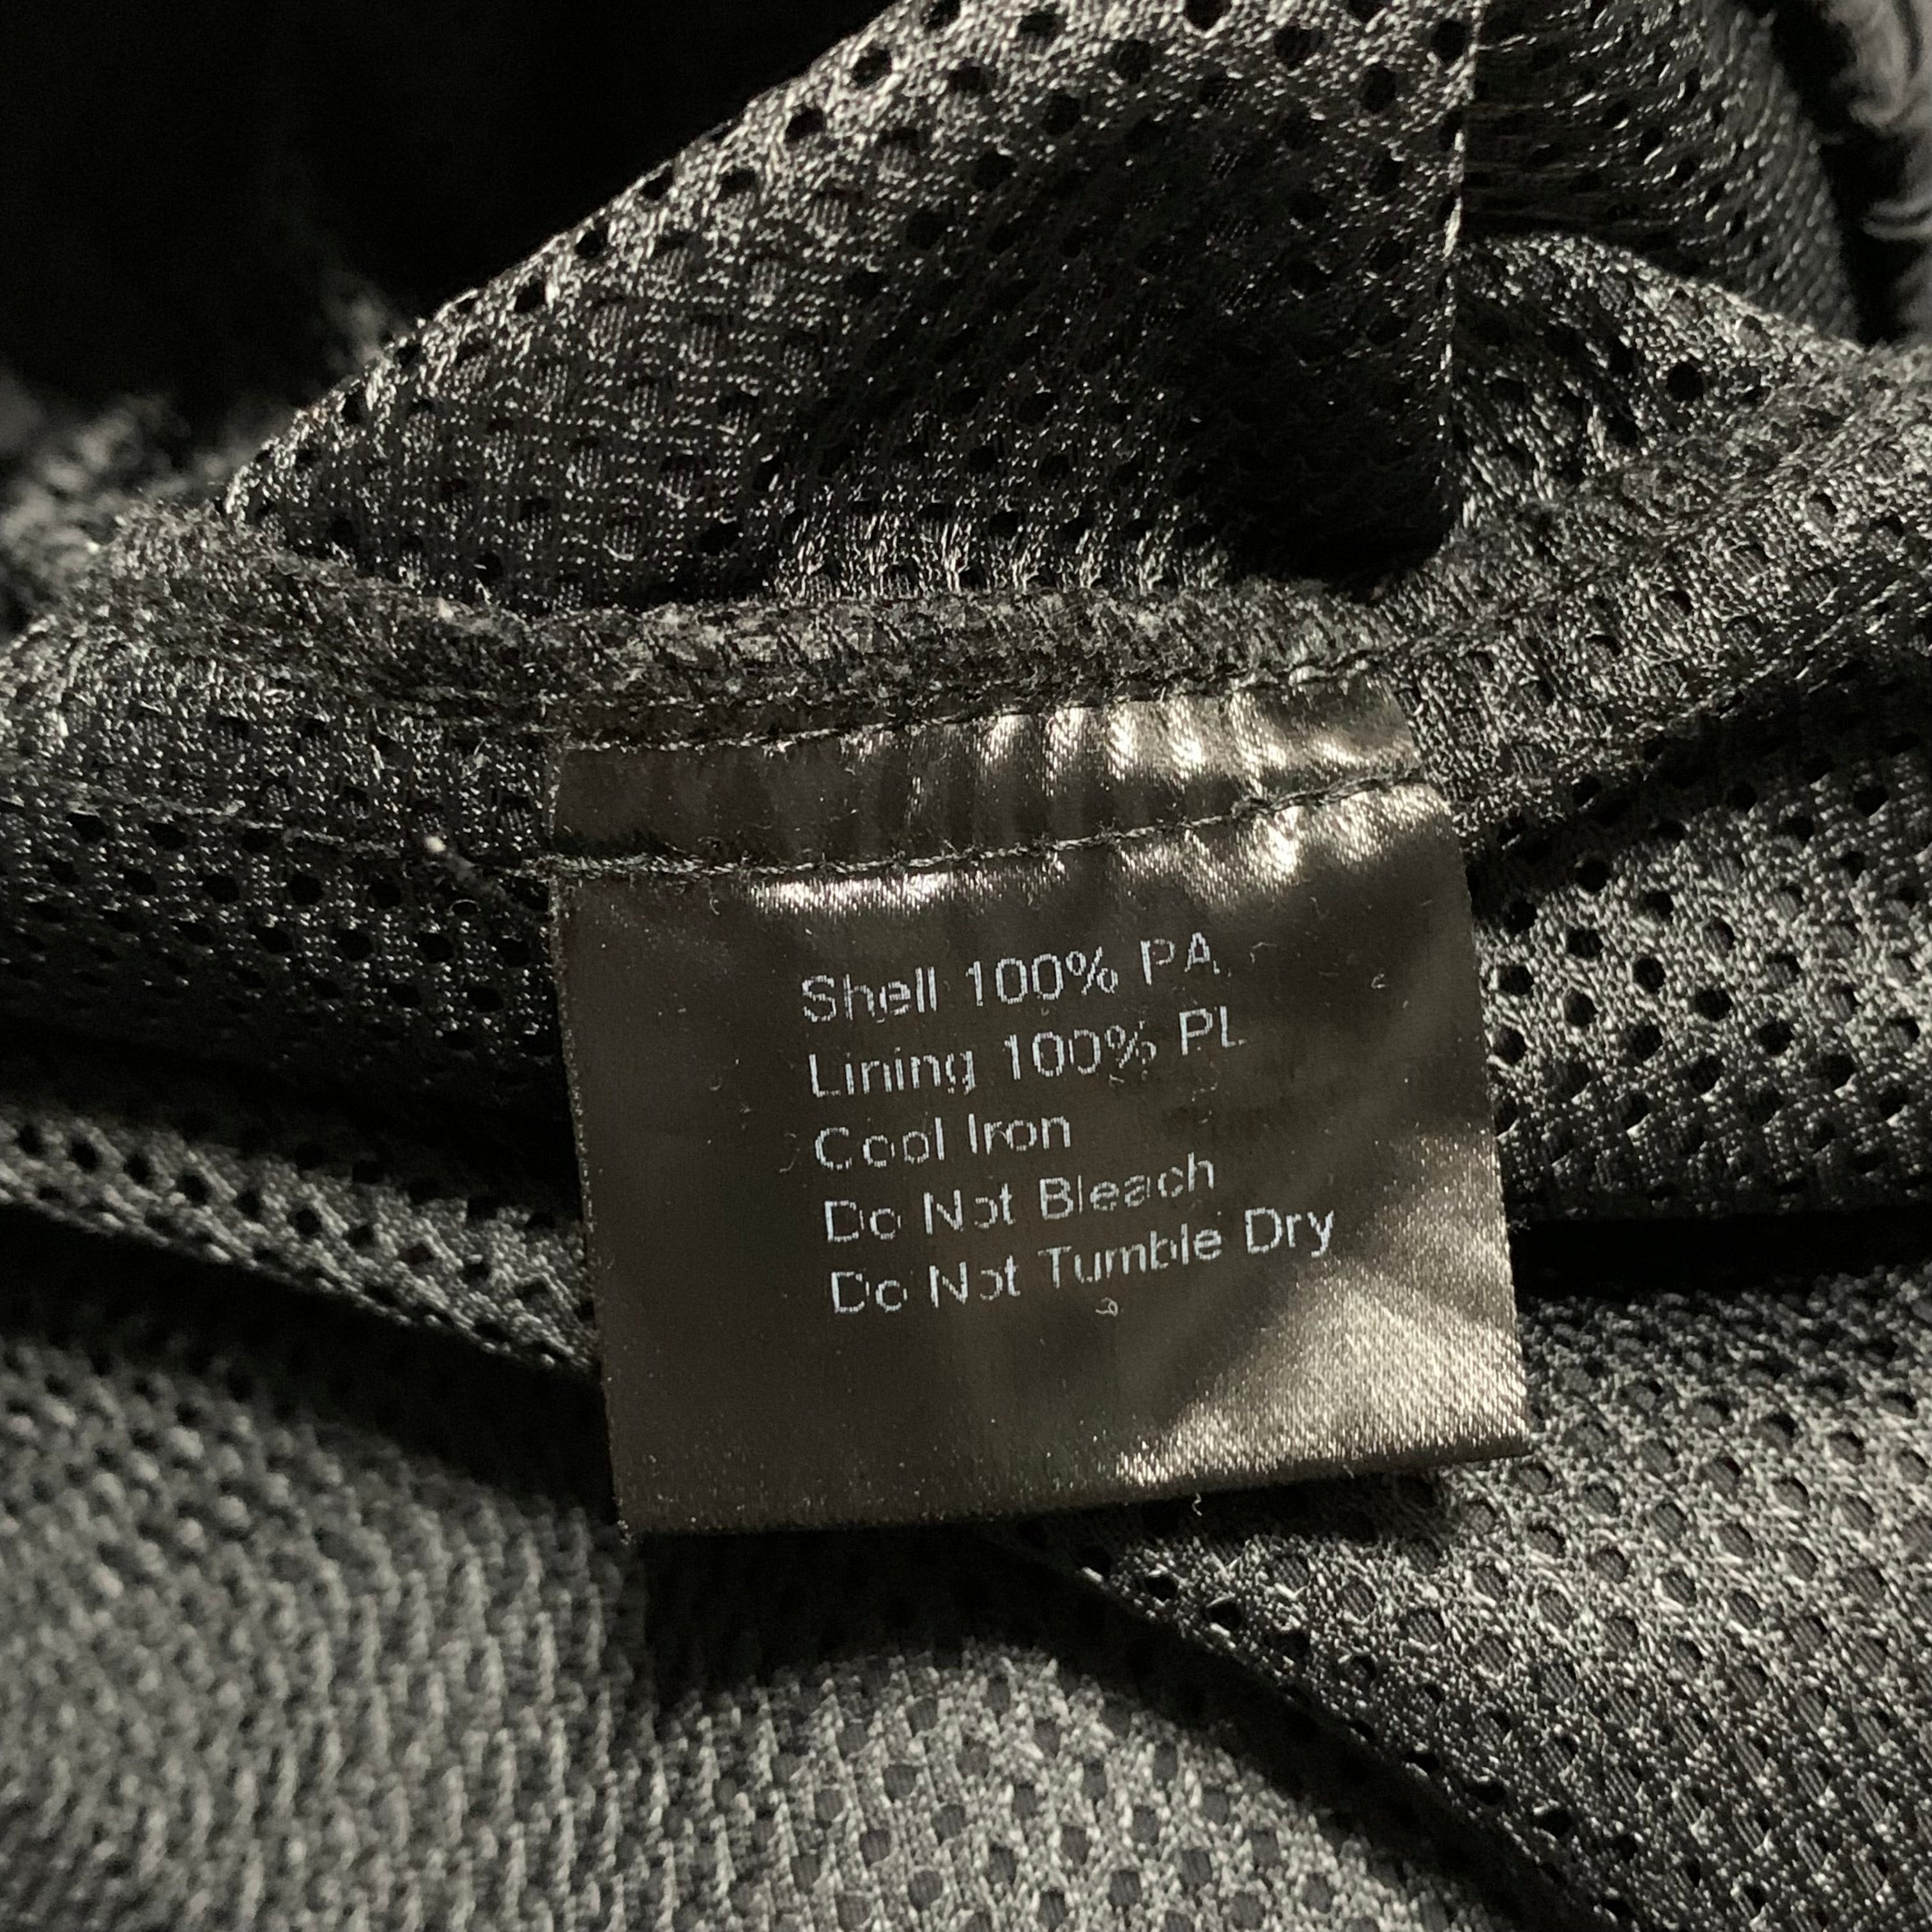 Shell 100% PA
Lining 100% PL
Cool Iron
Do Not Bleach
Do Not Tumble Dry